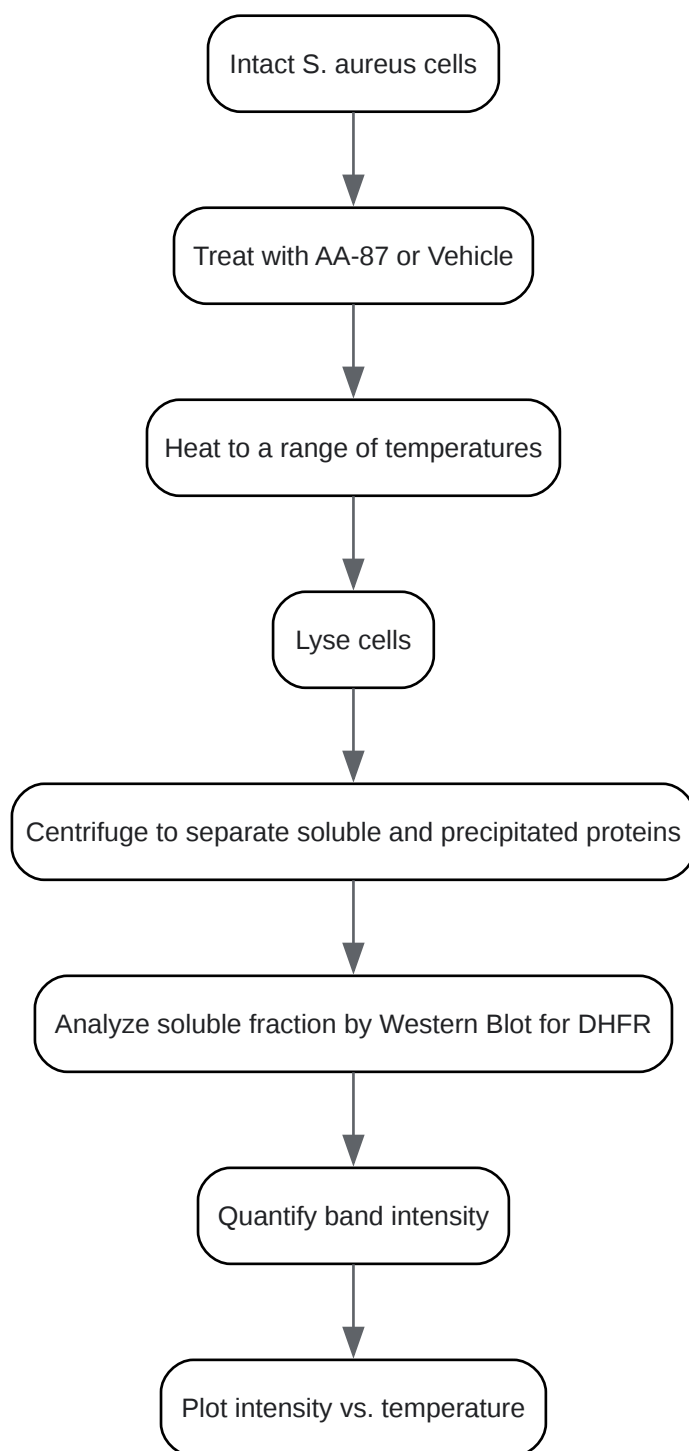 Intact S. aureus cells
Treat with AA-87 or Vehicle
Heat to a range of temperatures
Lyse cells
Centrifuge to separate soluble and precipitated proteins
Analyze soluble fraction by Western Blot for DHFR
Quantify band intensity
Plot intensity vs. temperature